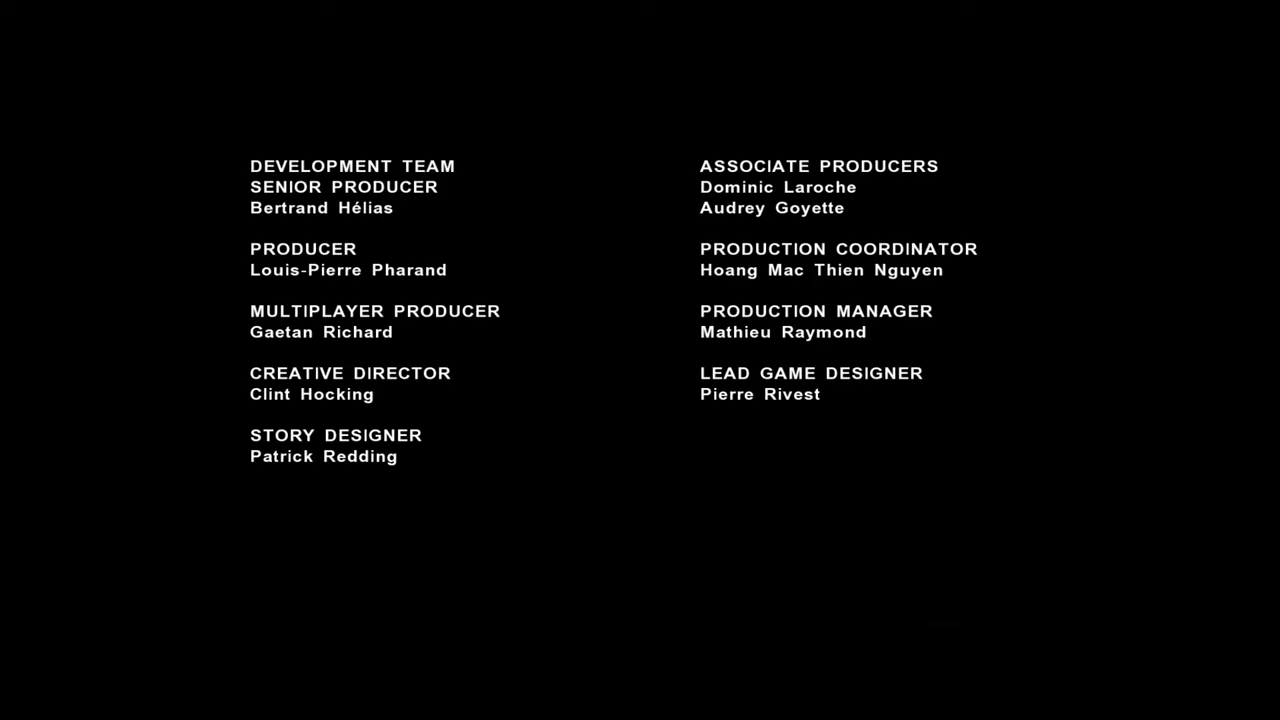 DEVELOPMENT TEAM
SENIOR PRODUCER
Bertrand Hélias
PRODUCER
Louis-Pierre Pharand
MULTIPLAYER PRODUCER
Gaetan Richard
CREATIVE DIRECTOR
Clint Hocking
STORY DESIGNER
Patrick Redding
ASSOCIATE PRODUCERS
Dominic Laroche
Audrey Goyette
PRODUCTION COORDINATOR
Hoang Mac Thien Nguyen
PRODUCTION MANAGER
Mathieu Raymond
LEAD GAME DESIGNER
Pierre Rivest